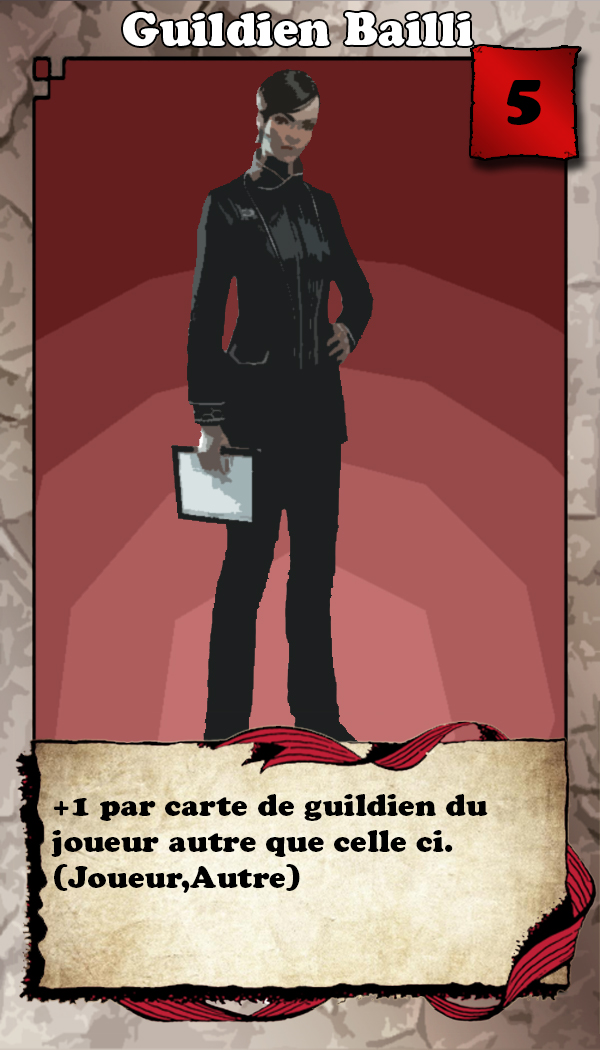 Guildien Bailli
5
+1 par carte de guildien du
joueur autre que celle ci.
(Joueur,Autre)